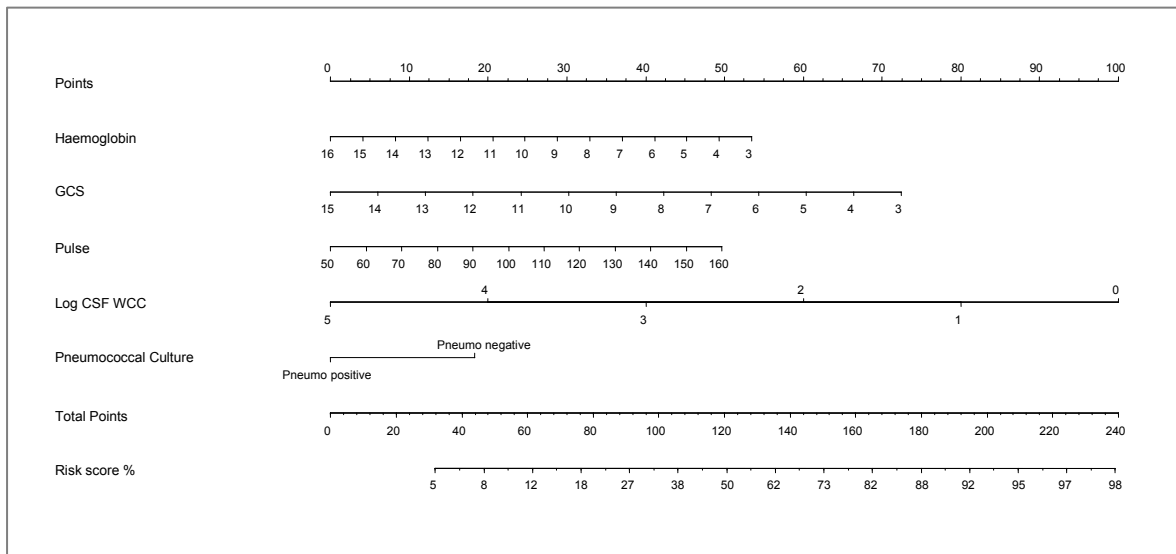 0 10 20 30 40 50 60 70 80 90 100
Points
Haemoglobin
16 15 14 13 12 11 10 9 8 7 6 5 4 3
GCS
15 14 13 12 11 10 9 8 7 6 5 4 3
Pulse
50 60 70 80 90 100 110 120 130 140 150 160
4 2 0
Log CSF WCC
5 3 1
Pneumo negative
Pneumococcal Culture
Pneumo positive
Total Points
0 20 40 60 80 100 120 140 160 180 200 220 240
Risk score %
5 8 12 18 27 38 50 62 73 82 88 92 95 97 98